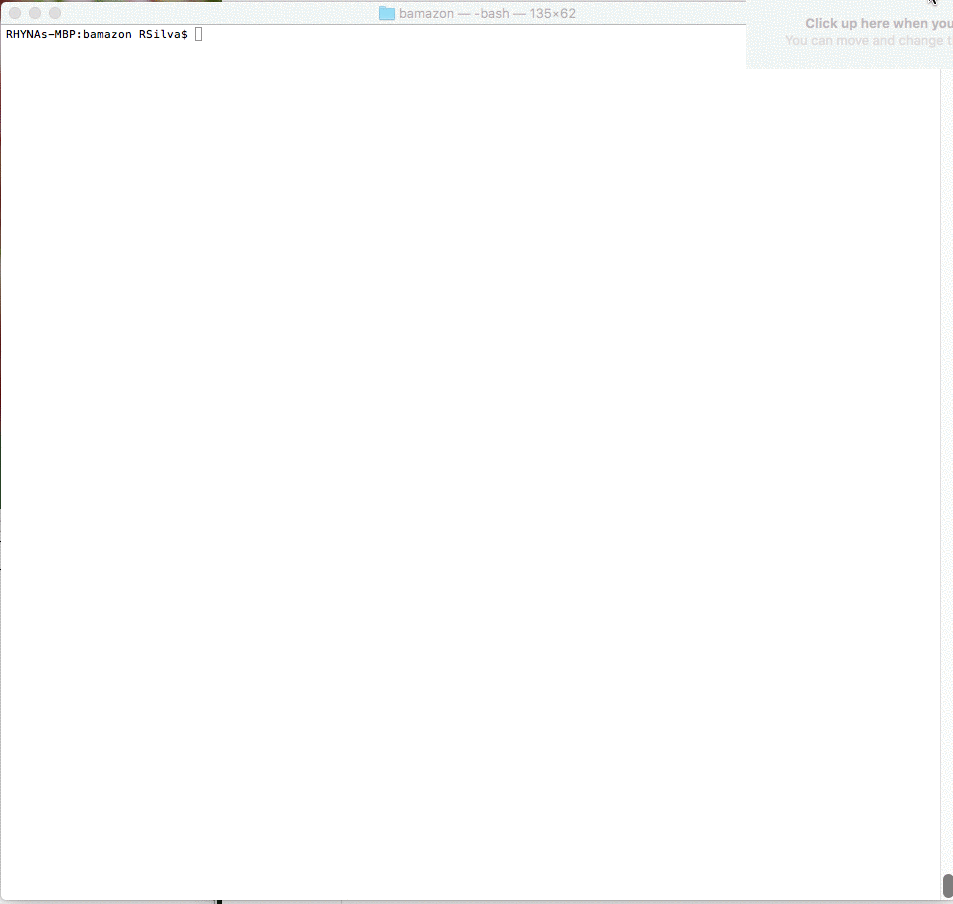 bamazon — -bash — 135×62
RHYNAs-MBP:bamazon RSilva$
Click up here when you
You can move and change t